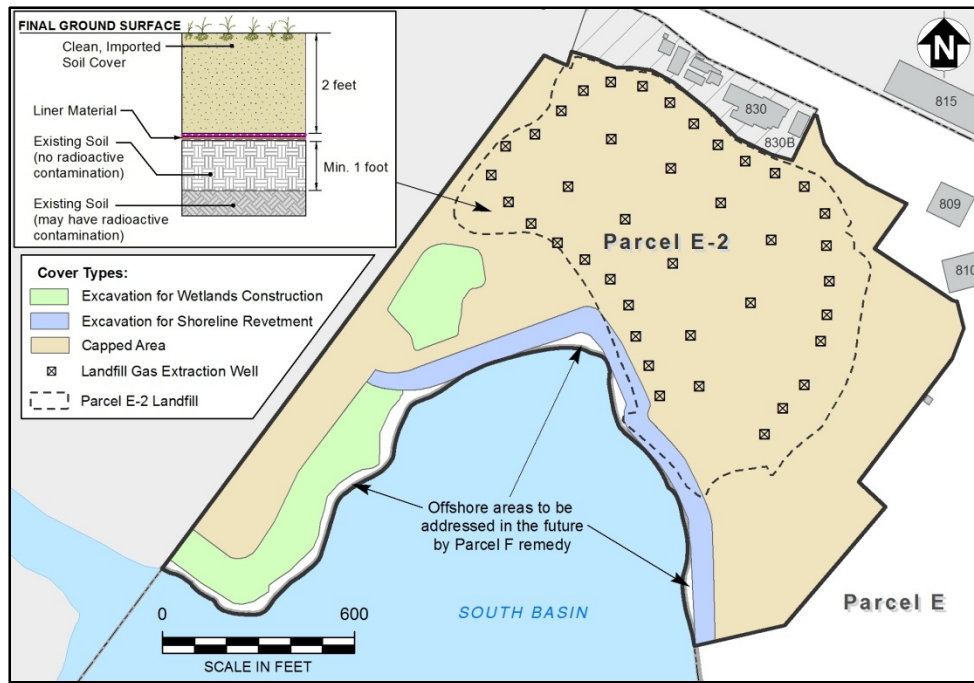 FINAL GROUND SURFACE
Clean, Imported
Soil Cover
2 feet
Liner Material
Existing Soil
(no radioactive
contamination)
Min. 1 foot
Existing Soil
(may have radioactive
contamination)
Cover Types:
Excavation for Wetlands Construction
Excavation for Shoreline Revetment
Capped Area
Landfill Gas Extraction Well
Parcel E-2 Landfill
N
815
830
830B
809
810
Parcel E-2
Offshore areas to be
addressed in the future
by Parcel F remedy
SOUTH BASIN
Parcel E
0
600
SCALE IN FEET